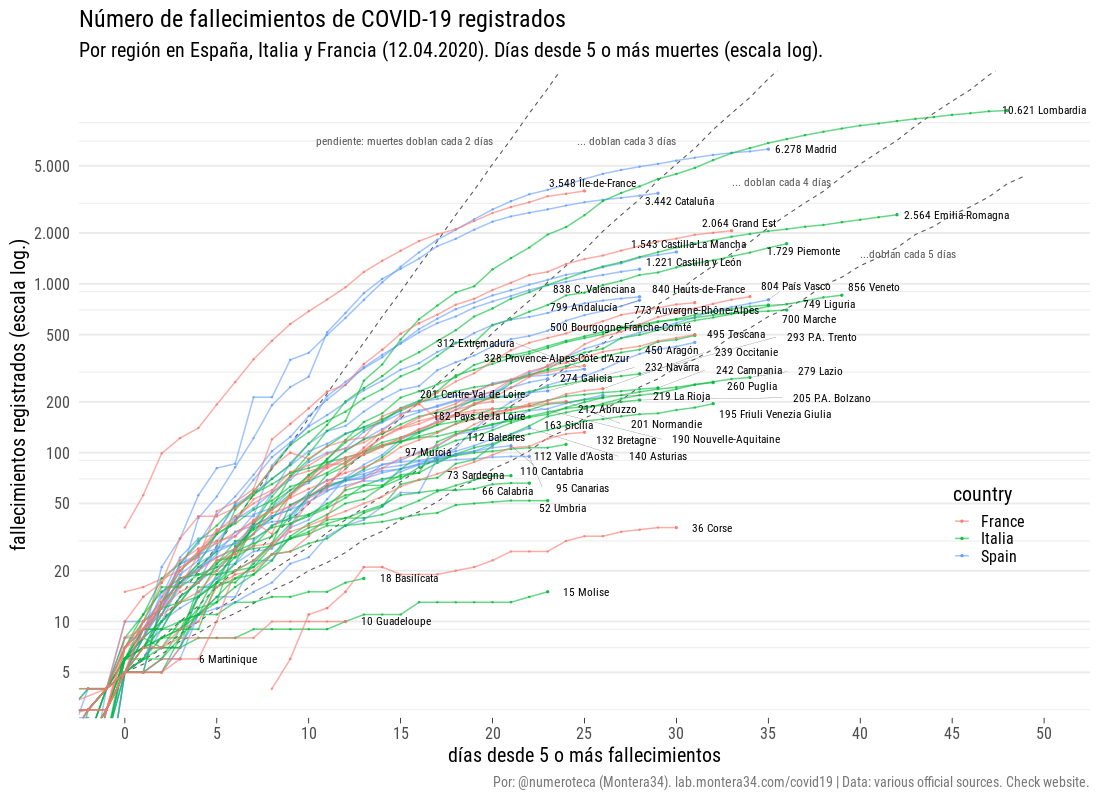 Número de fallecimientos de COVID-19 registrados
Por región en España, Italia y Francia (12.04.2020). Días desde 5 o más muertes (escala log).
fallecimientos registrados (escala log.)
5.000
2.000
1.000
500
200
100
50
20
10
5
pendiente: muertes doblan cada 2 días
... doblan cada 3 días
... doblan cada 4 días
...doblan cada 5 días
10.621 Lombardia
6.278 Madrid
3.548 Île-de-France
3.442 Cataluña
2.564 Emilia-Romagna
2.064 Grand Est
1.543 Castilla-La Mancha
1.729 Piemonte
1.221 Castilla y León
838 C. Valenciana
840 Hauts-de-France
804 País Vasco
856 Veneto
799 Andalucía
773 Auvergne-Rhône-Alpes
749 Liguria
700 Marche
500 Bourgogne-Franche-Comté
495 Toscana
293 P.A. Trento
312 Extremadura
450 Aragón
239 Occitanie
328 Provence-Alpes-Côte d'Azur
232 Navarra
242 Campania
279 Lazio
274 Galicia
260 Puglia
201 Centre-Val de Loire
219 La Rioja
205 P.A. Bolzano
212 Abruzzo
195 Friuli Venezia Giulia
182 Pays de la Loire
163 Sicilia
201 Normandie
112 Baleares
132 Bretagne
190 Nouvelle-Aquitaine
97 Murcia
112 Valle d'Aosta
140 Asturias
73 Sardegna
110 Cantabria
66 Calabria
95 Canarias
52 Umbria
36 Corse
18 Basilicata
15 Molise
10 Guadeloupe
6 Martinique
country
France
Italia
Spain
0 5 10 15 20 25 30 35 40 45 50
días desde 5 o más fallecimientos
Por: @numeroteca (Montera34). lab.montera34.com/covid19 | Data: various official sources. Check website.